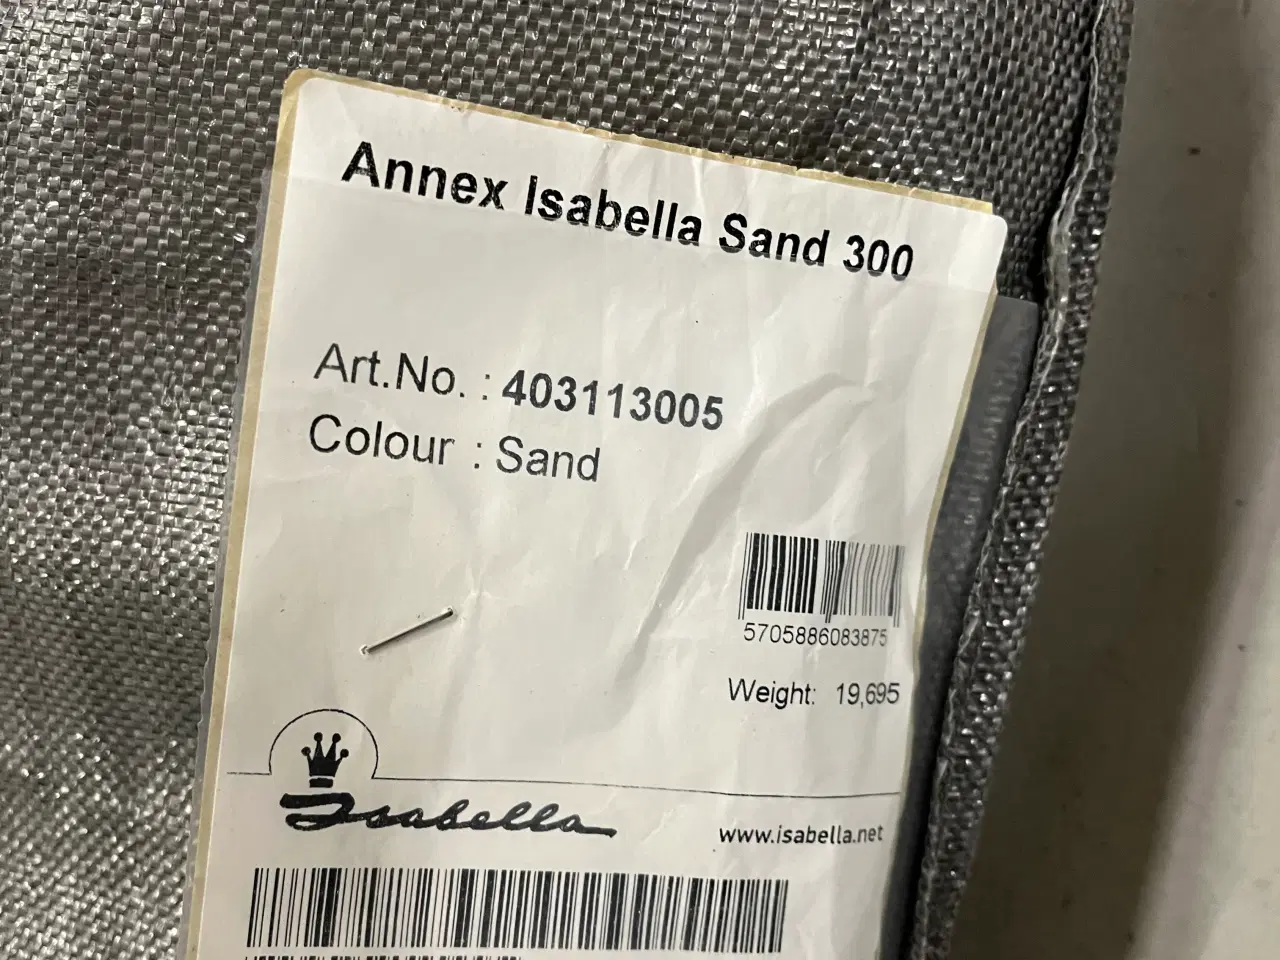 Annex Isabella Sand 300
Art.No. : 403113005
Colour : Sand
5705886083875
Weight: 19,695
Isabella
www.isabella.net